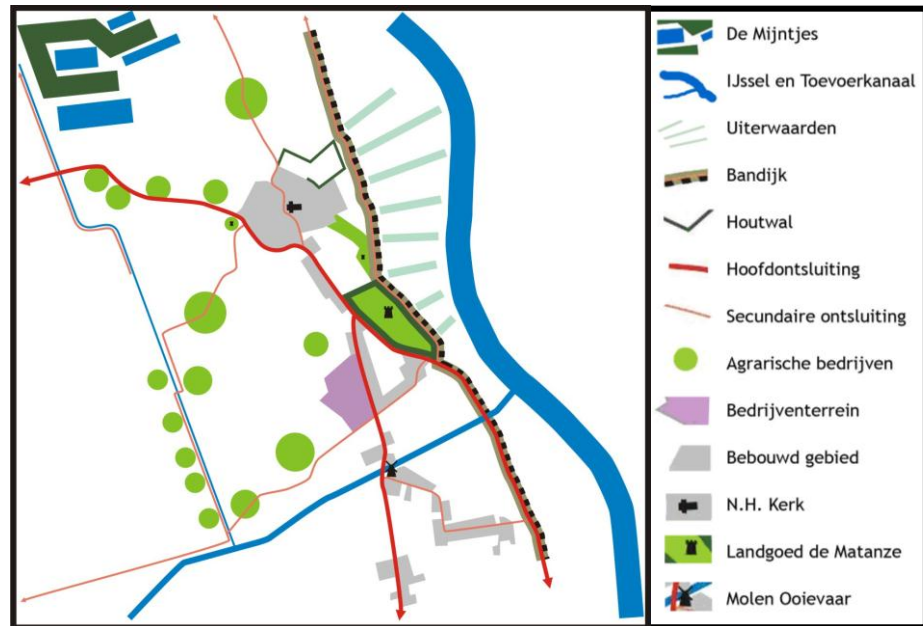 De Mijntjes
IJssel en Toevoerkanaal
Uiterwaarden
Bandijk
Houtwal
Hoofdontsluiting
Secundaire ontsluiting
Agrarische bedrijven
Bedrijventerrein
Bebouwd gebied
N.H. Kerk
Landgoed de Matanze
Molen Ooievaar